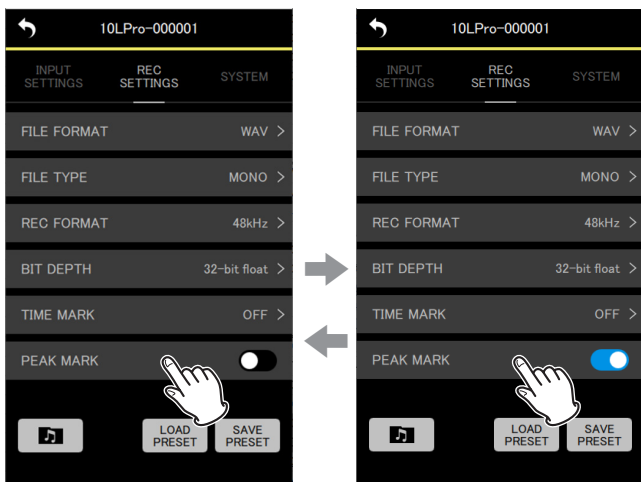 10LPro-000001
INPUT
SETTINGS
REC
SETTINGS
SYSTEM
FILE FORMAT WAV >
FILE TYPE MONO >
REC FORMAT 48kHz >
BIT DEPTH 32-bit float >
TIME MARK OFF >
PEAK MARK
LOAD
PRESET
SAVE
PRESET
10LPro-000001
INPUT
SETTINGS
REC
SETTINGS
SYSTEM
FILE FORMAT WAV >
FILE TYPE MONO >
REC FORMAT 48kHz >
BIT DEPTH 32-bit float >
TIME MARK OFF >
PEAK MARK
LOAD
PRESET
SAVE
PRESET